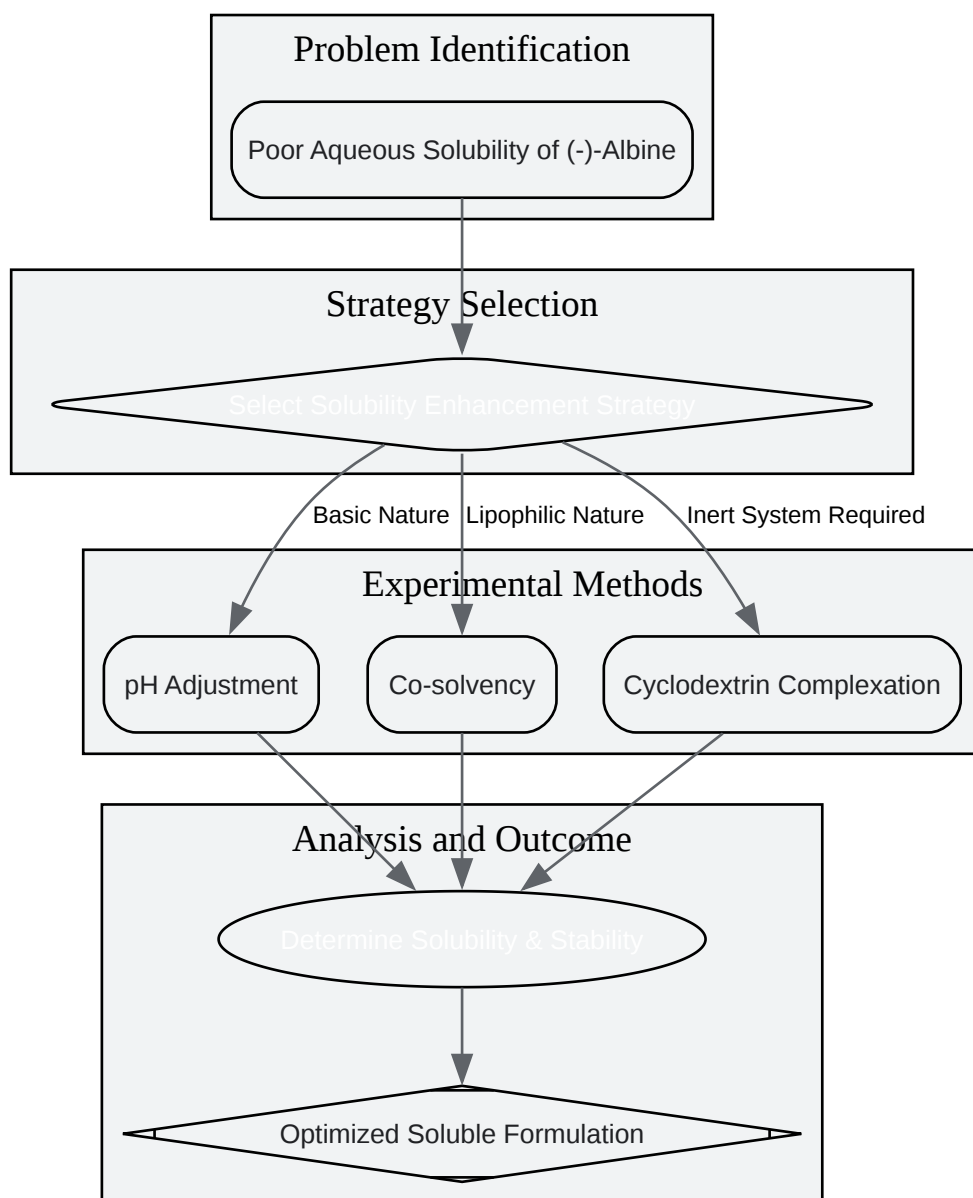 Problem Identification
Poor Aqueous Solubility of (-)-Albine
Strategy Selection
Select Solubility Enhancement Strategy
Basic Nature
Lipophilic Nature
Inert System Required
Experimental Methods
pH Adjustment
Co-solvency
Cyclodextrin Complexation
Analysis and Outcome
Determine Solubility & Stability
Optimized Soluble Formulation